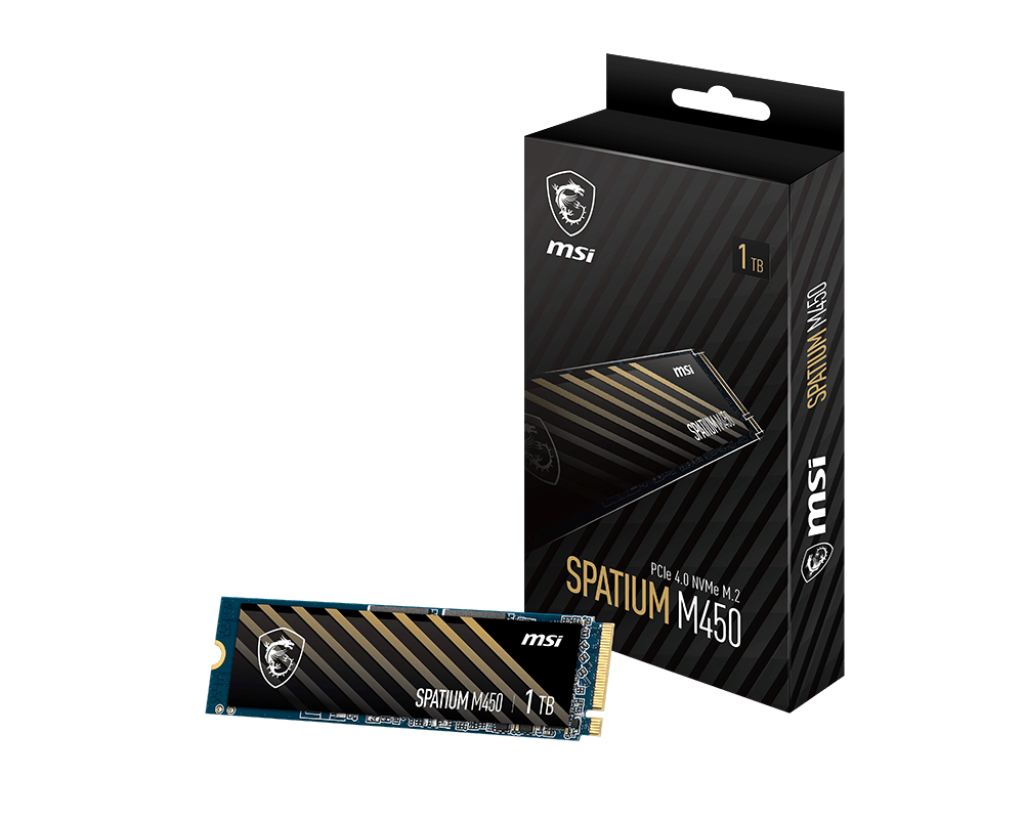 msi
1 TB
msi
SPATIUM M450
PCIe 4.0 NVMe M.2
SPATIUM M450
SPATIUM M450
msi
msi
SPATIUM M450 | 1 TB